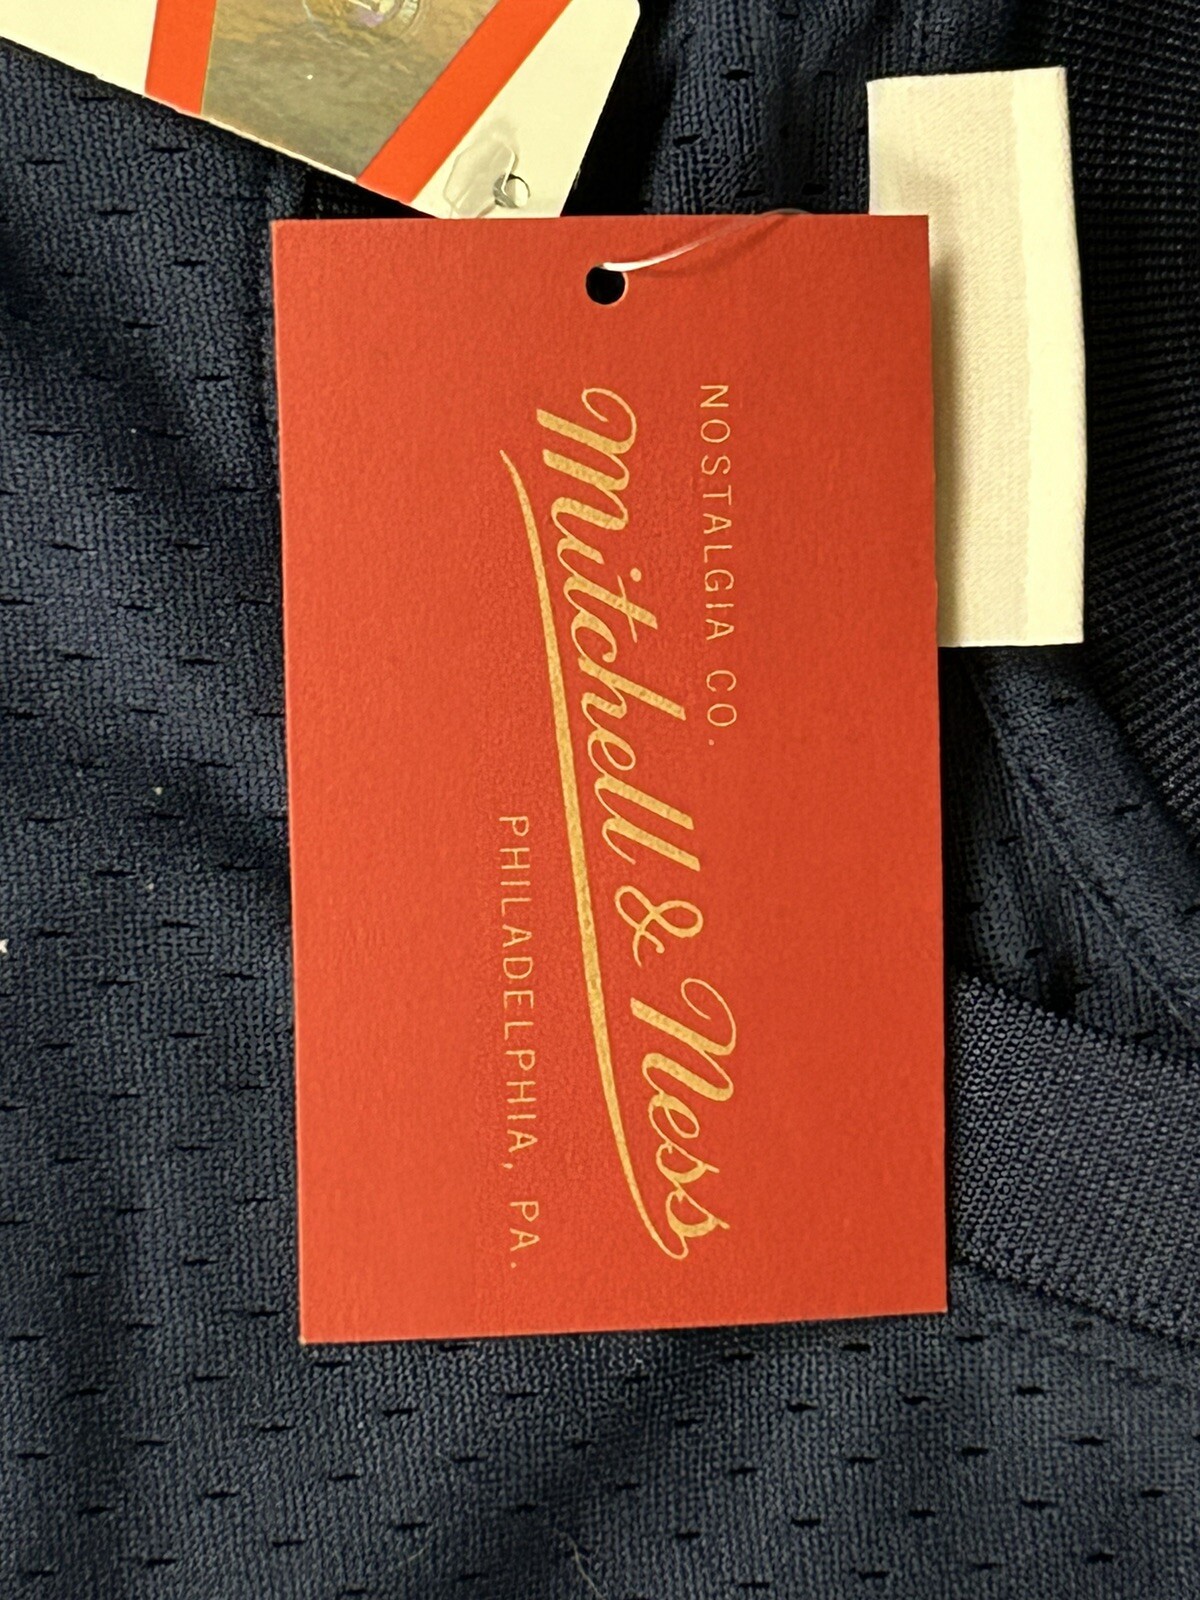 NOSTALGIA CO.
Mitchell & Ness
PHILADELPHIA, PA.